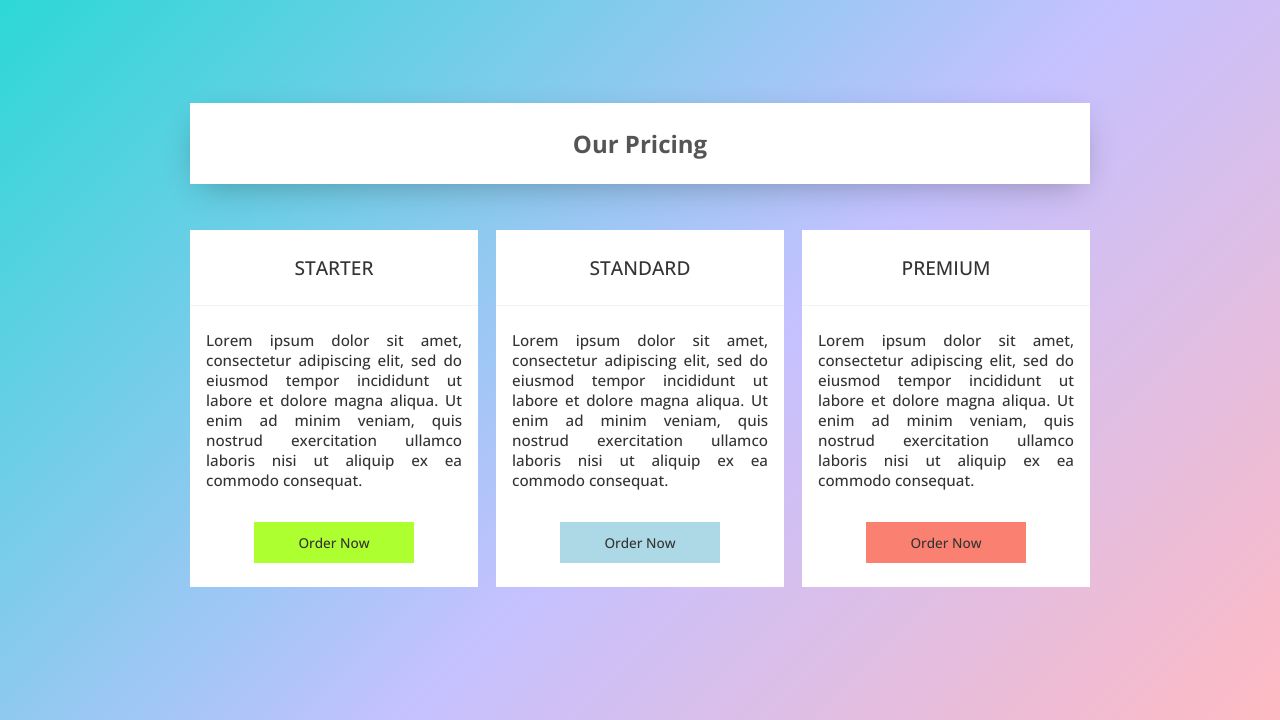 Our Pricing
STARTER
Lorem ipsum dolor sit amet,
consectetur adipiscing elit, sed do
eiusmod tempor incididunt ut
labore et dolore magna aliqua. Ut
enim ad minim veniam, quis
nostrud exercitation ullamco
laboris nisi ut aliquip ex ea
commodo consequat.
Order Now
STANDARD
Lorem ipsum dolor sit amet,
consectetur adipiscing elit, sed do
eiusmod tempor incididunt ut
labore et dolore magna aliqua. Ut
enim ad minim veniam, quis
nostrud exercitation ullamco
laboris nisi ut aliquip ex ea
commodo consequat.
Order Now
PREMIUM
Lorem ipsum dolor sit amet,
consectetur adipiscing elit, sed do
eiusmod tempor incididunt ut
labore et dolore magna aliqua. Ut
enim ad minim veniam, quis
nostrud exercitation ullamco
laboris nisi ut aliquip ex ea
commodo consequat.
Order Now